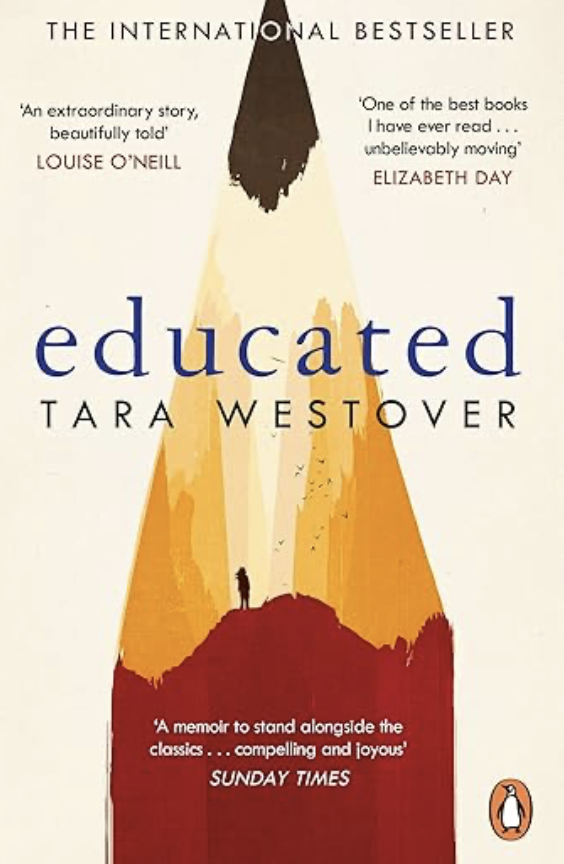 THE INTERNATIONAL BESTSELLER
‘An extraordinary story,
beautifully told’
LOUISE O’NEILL
‘One of the best books
I have ever read . . .
unbelievably moving’
ELIZABETH DAY
educated
TARA WESTOVER
‘A memoir to stand alongside the
classics . . . compelling and joyous’
SUNDAY TIMES